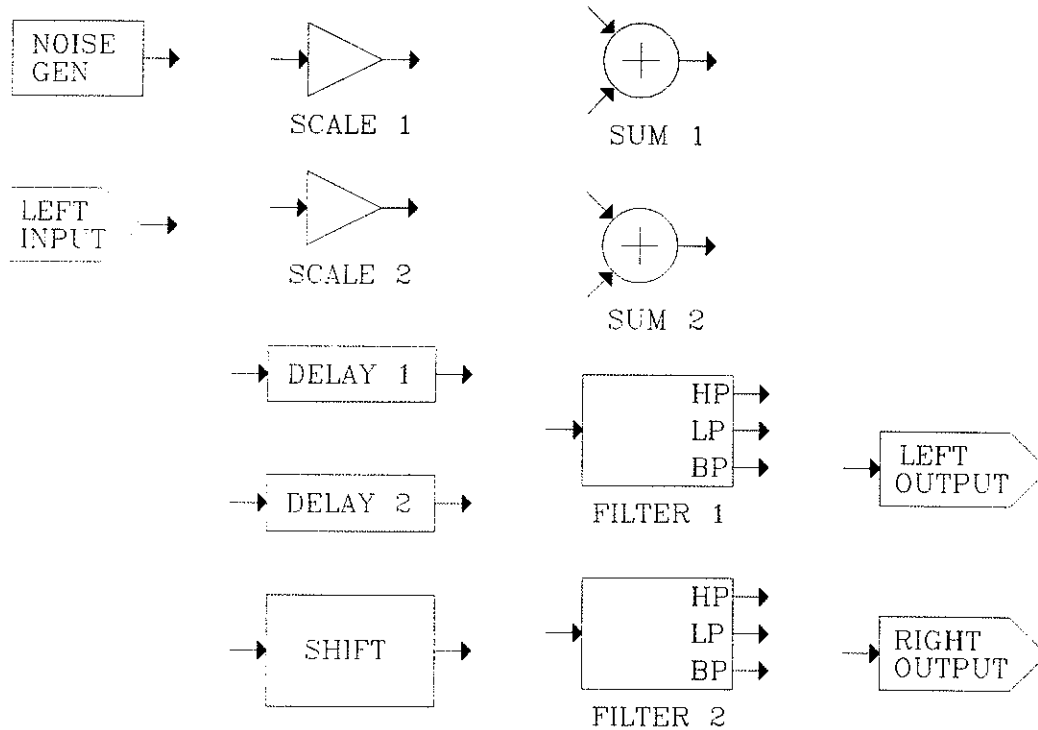 NOISE
GEN
SCALE 1
SUM 1
LEFT
INPUT
SCALE 2
SUM 2
DELAY 1
HP
LP
BP
FILTER 1
LEFT
OUTPUT
DELAY 2
SHIFT
HP
LP
BP
FILTER 2
RIGHT
OUTPUT